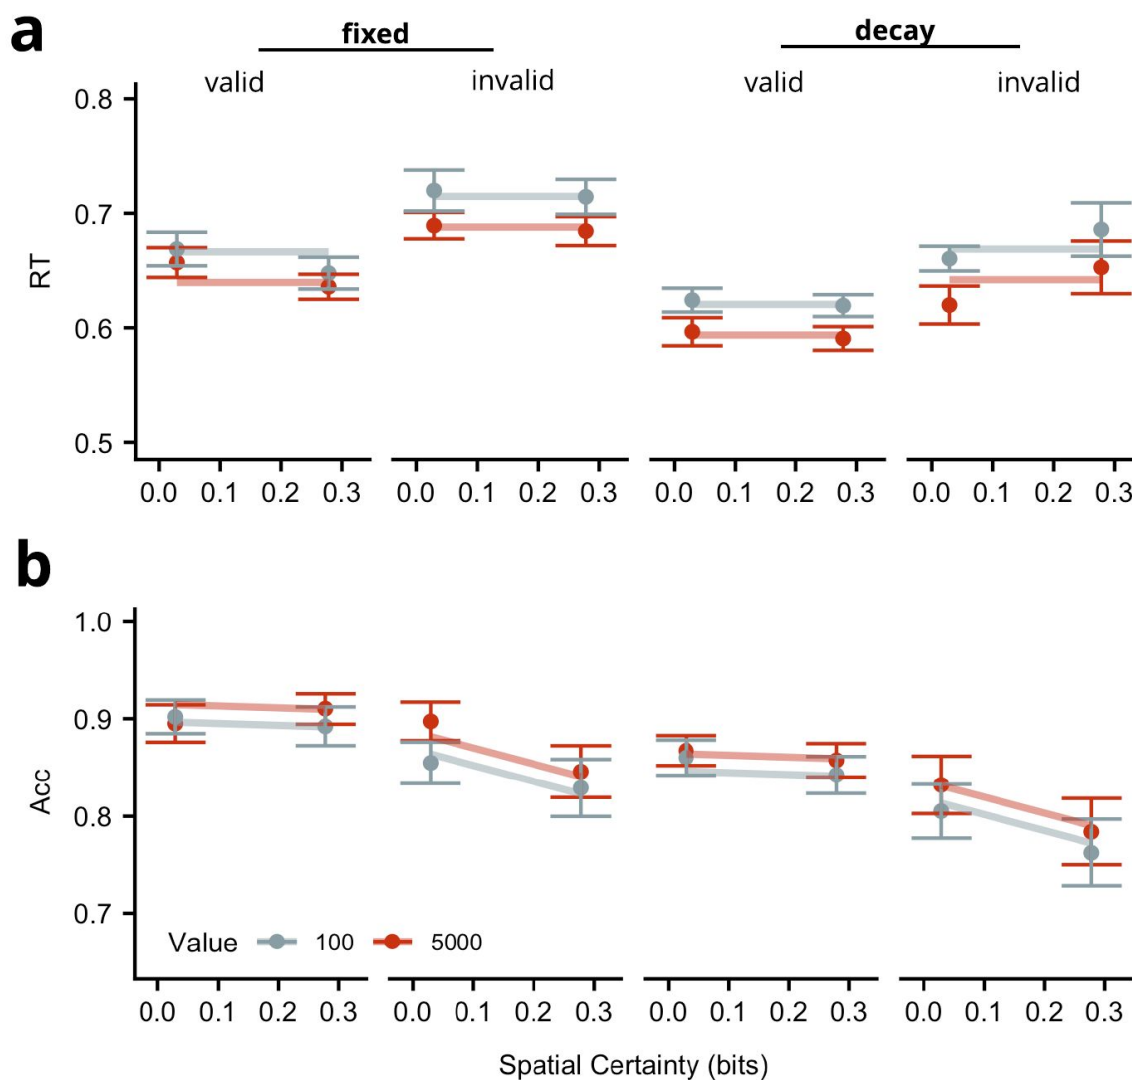 a
fixed decay
valid invalid valid invalid
0.8
0.7
0.6
0.5
RT
0.0 0.1 0.2 0.3 0.0 0.1 0.2 0.3 0.0 0.1 0.2 0.3 0.0 0.1 0.2 0.3
b
1.0
0.9
0.8
0.7
Acc
Value 100 5000
0.0 0.1 0.2 0.3 0.0 0.1 0.2 0.3 0.0 0.1 0.2 0.3 0.0 0.1 0.2 0.3
Spatial Certainty (bits)